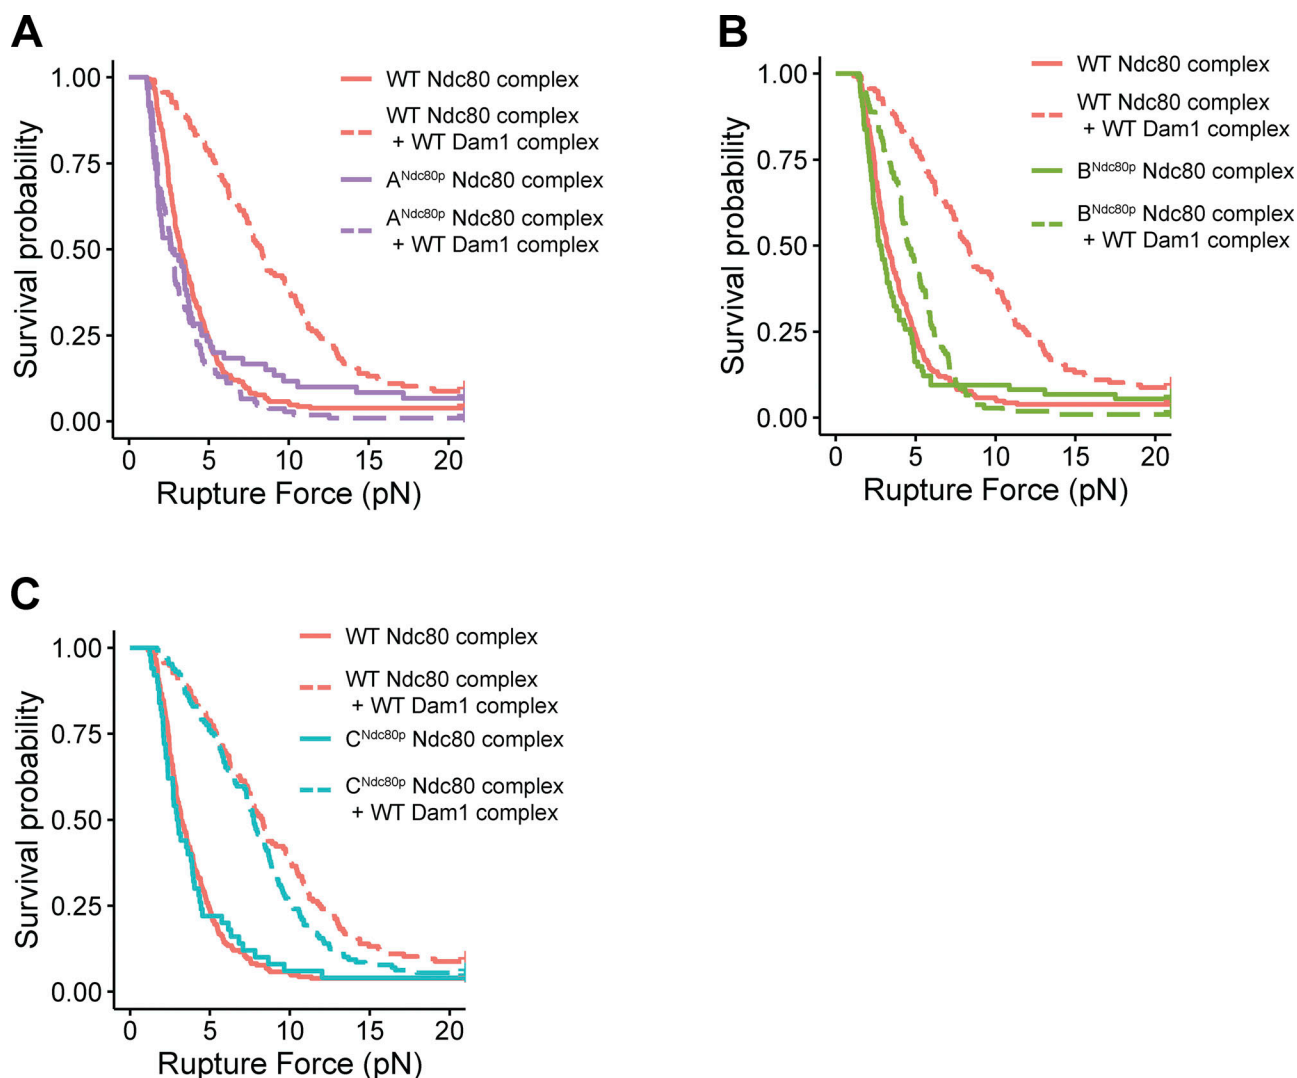 A
Survival probability
1.00
0.75
0.50
0.25
0.00
0 5 10 15 20
Rupture Force (pN)
WT Ndc80 complex
WT Ndc80 complex
+ WT Dam1 complex
A^Ndc80p Ndc80 complex
A^Ndc80p Ndc80 complex
+ WT Dam1 complex
B
Survival probability
1.00
0.75
0.50
0.25
0.00
0 5 10 15 20
Rupture Force (pN)
WT Ndc80 complex
WT Ndc80 complex
+ WT Dam1 complex
B^Ndc80p Ndc80 complex
B^Ndc80p Ndc80 complex
+ WT Dam1 complex
C
Survival probability
1.00
0.75
0.50
0.25
0.00
0 5 10 15 20
Rupture Force (pN)
WT Ndc80 complex
WT Ndc80 complex
+ WT Dam1 complex
C^Ndc80p Ndc80 complex
C^Ndc80p Ndc80 complex
+ WT Dam1 complex